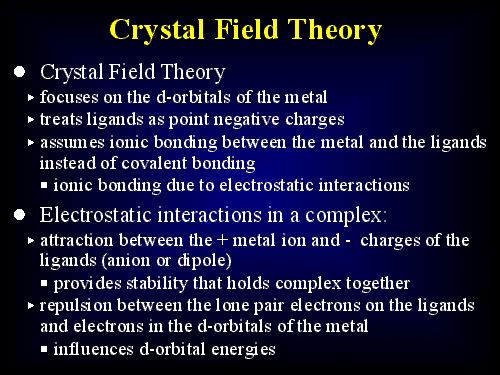 Crystal Field Theory
● Crystal Field Theory
▸ focuses on the d-orbitals of the metal
▸ treats ligands as point negative charges
▸ assumes ionic bonding between the metal and the ligands
instead of covalent bonding
■ ionic bonding due to electrostatic interactions
● Electrostatic interactions in a complex:
▸ attraction between the + metal ion and - charges of the
ligands (anion or dipole)
■ provides stability that holds complex together
▸ repulsion between the lone pair electrons on the ligands
and electrons in the d-orbitals of the metal
■ influences d-orbital energies